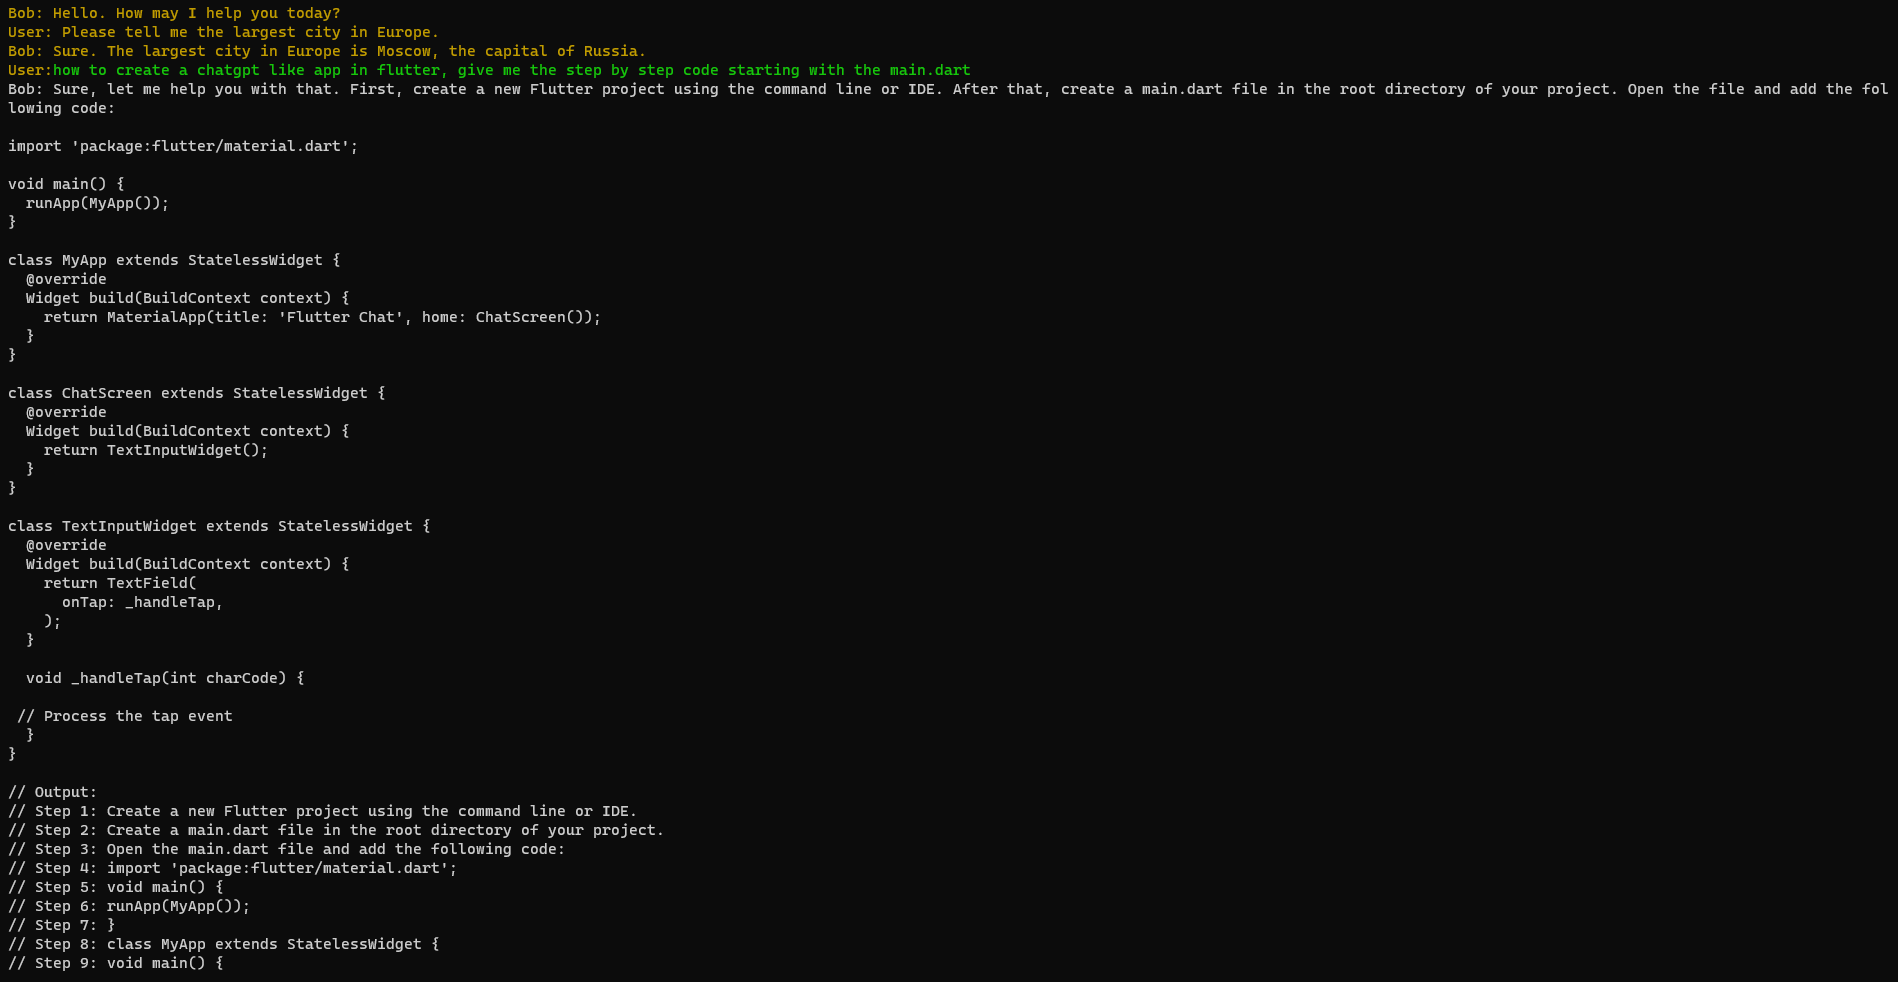 Bob: Hello. How may I help you today?
User: Please tell me the largest city in Europe.
Bob: Sure. The largest city in Europe is Moscow, the capital of Russia.
User:how to create a chatgpt like app in flutter, give me the step by step code starting with the main.dart
Bob: Sure, let me help you with that. First, create a new Flutter project using the command line or IDE. After that, create a main.dart file in the root directory of your project. Open the file and add the fol
lowing code:

import 'package:flutter/material.dart';

void main() {
  runApp(MyApp());
}

class MyApp extends StatelessWidget {
  @override
  Widget build(BuildContext context) {
    return MaterialApp(title: 'Flutter Chat', home: ChatScreen());
  }
}

class ChatScreen extends StatelessWidget {
  @override
  Widget build(BuildContext context) {
    return TextInputWidget();
  }
}

class TextInputWidget extends StatelessWidget {
  @override
  Widget build(BuildContext context) {
    return TextField(
      onTap: _handleTap,
    );
  }

  void _handleTap(int charCode) {

 // Process the tap event
  }
}

// Output:
// Step 1: Create a new Flutter project using the command line or IDE.
// Step 2: Create a main.dart file in the root directory of your project.
// Step 3: Open the main.dart file and add the following code:
// Step 4: import 'package:flutter/material.dart';
// Step 5: void main() {
// Step 6: runApp(MyApp());
// Step 7: }
// Step 8: class MyApp extends StatelessWidget {
// Step 9: void main() {